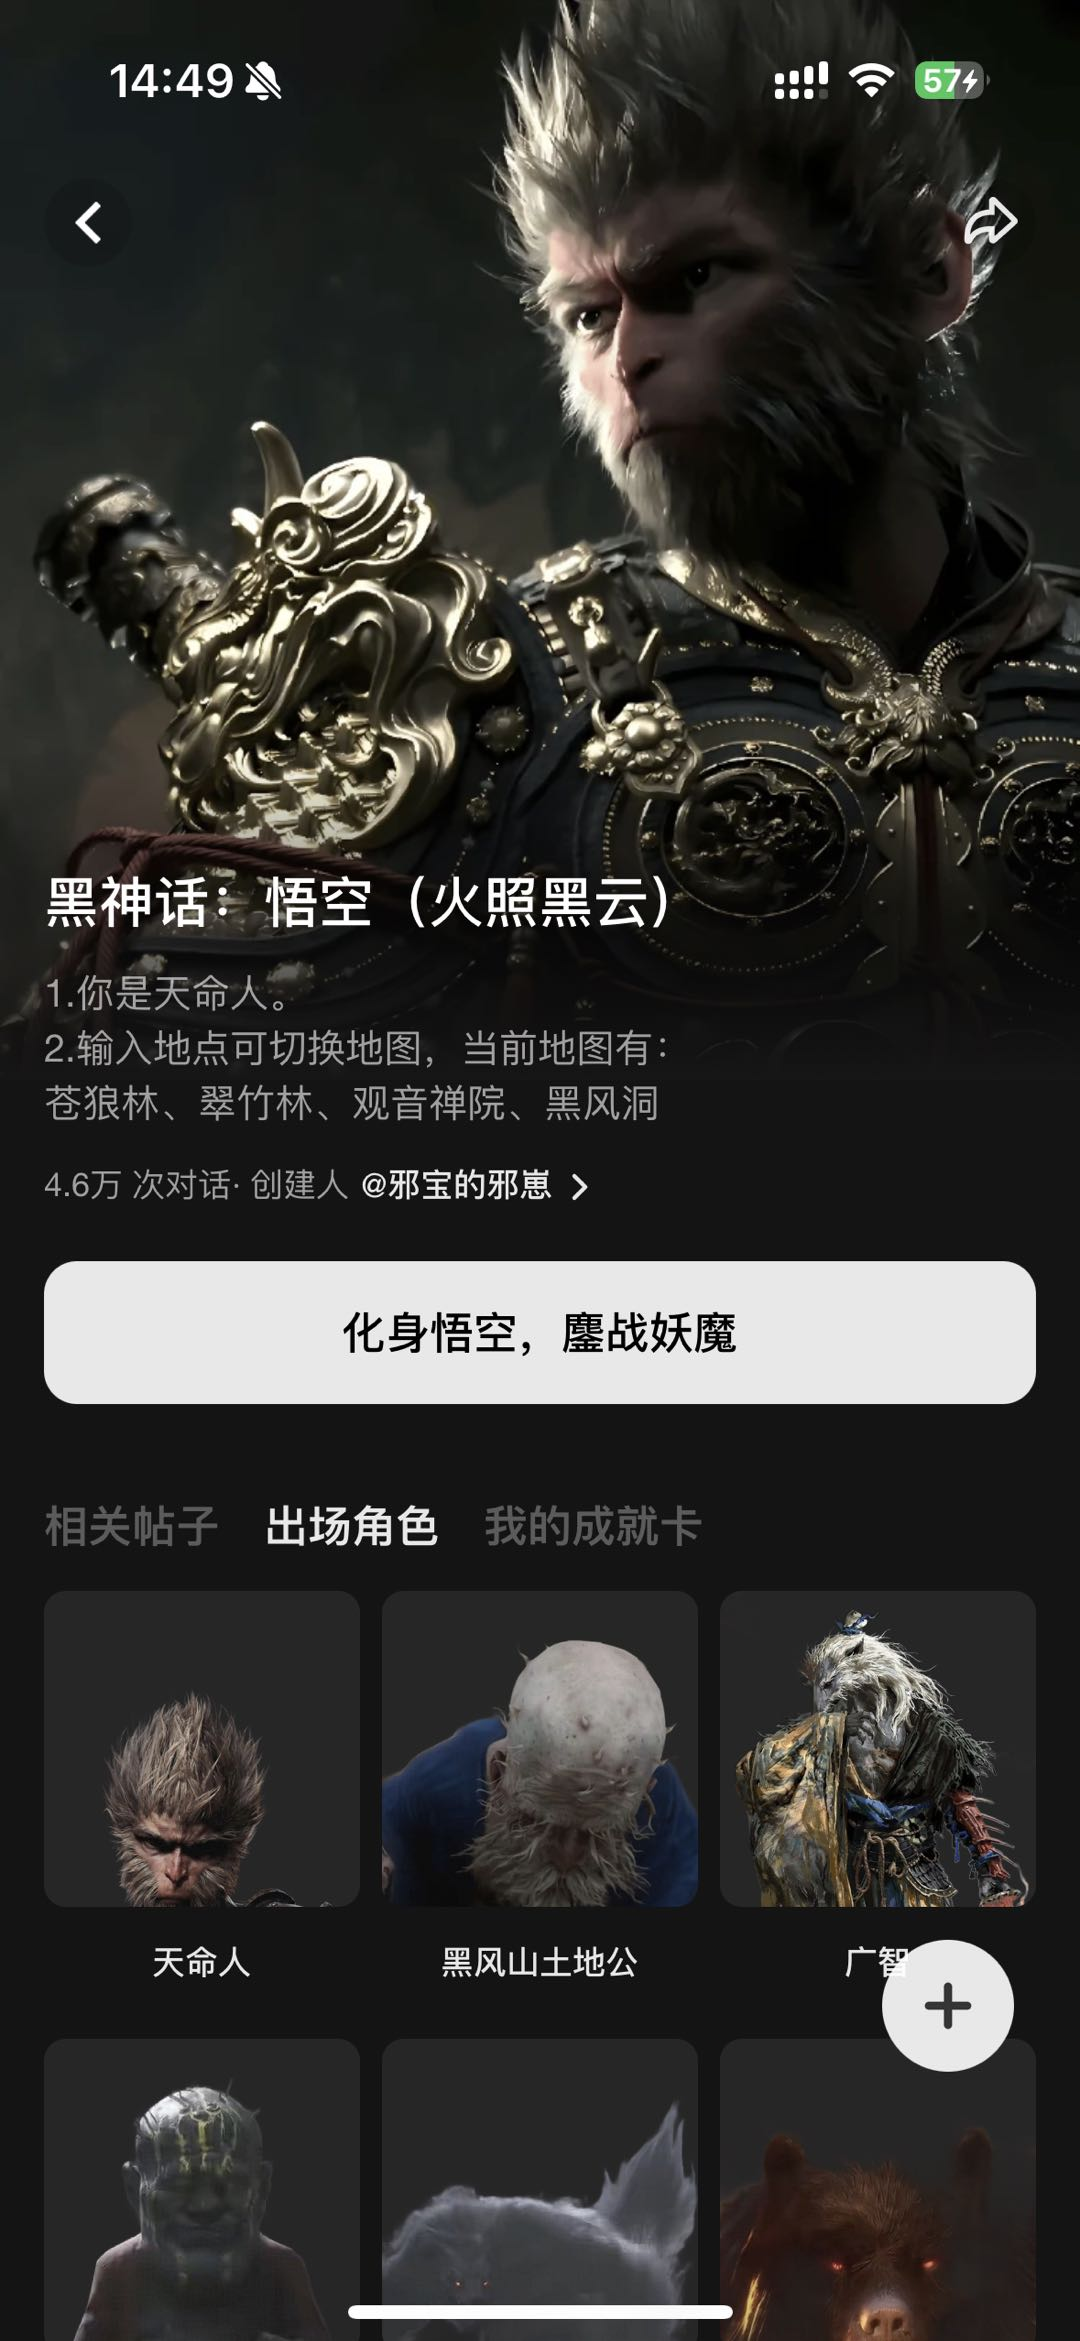 14:49
57
黑神话：悟空（火照黑云）
1.你是天命人。
2.输入地点可切换地图，当前地图有：
苍狼林、翠竹林、观音禅院、黑风洞
4.6万 次对话· 创建人 @邪宝的邪崽
化身悟空，鏖战妖魔
相关帖子 出场角色 我的成就卡
天命人 黑风山土地公 广智